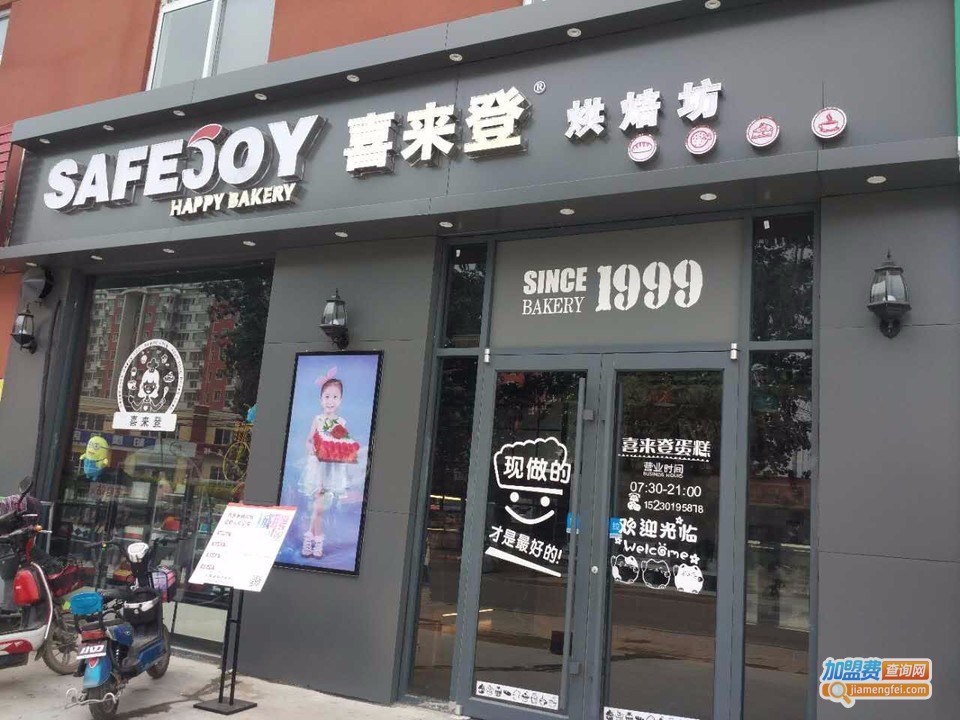 SAFEJOY
HAPPY BAKERY
喜来登®
烘焙坊
SINCE
BAKERY
1999
喜来登
现做的
才是最好的!
喜来登蛋糕
营业时间
BUSINESS HOURS
07:30-21:00
15230195818
欢迎光临
Welcome
加盟费查询网
jiamengfei.com